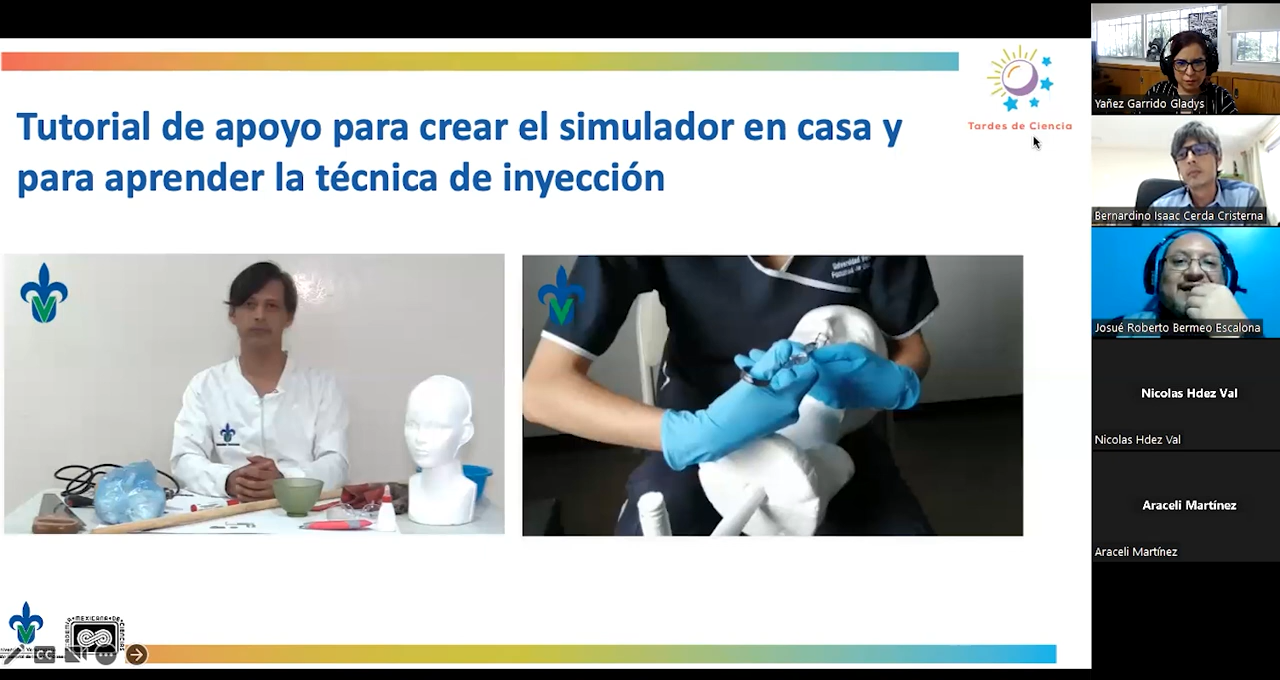 Tardes de Ciencia
Tutorial de apoyo para crear el simulador en casa y
para aprender la técnica de inyección
Yañez Garrido Gladys
Bernardino Isaac Cerda Cristerna
Josué Roberto Bermeo Escalona
Nicolas Hdez Val
Nicolas Hdez Val
Araceli Martínez
Araceli Martínez
CC